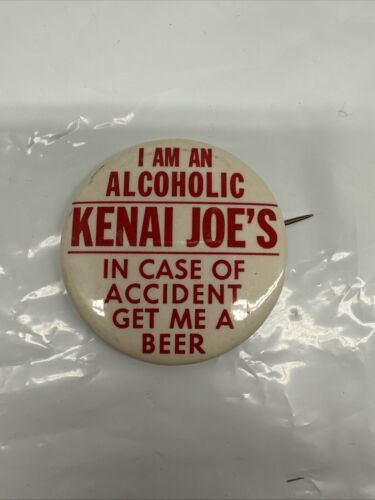 I AM AN
ALCOHOLIC
KENAI JOE'S
IN CASE OF
ACCIDENT
GET ME A
BEER